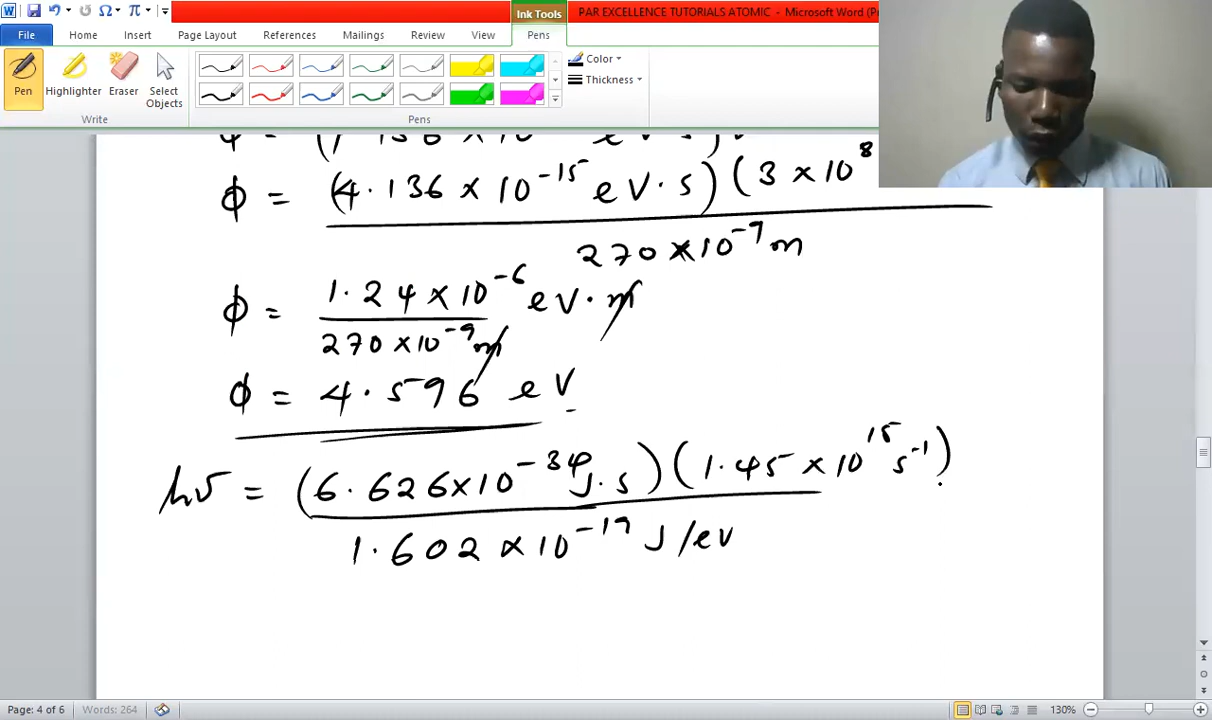 Ink Tools
PAR EXCELLENCE TUTORIALS ATOMIC - Microsoft Word (Pa
File Home Insert Page Layout References Mailings Review View Pens
Pen Highlighter Eraser Select Objects
Color
Thickness
Write Pens
ϕ = (4.136 × 10⁻¹⁵ eV·s)(3 × 10⁸
270 × 10⁻⁹ m
ϕ = 1.24 × 10⁻⁶ eV·m
270 × 10⁻⁹ m
ϕ = 4.596 eV
hυ = (6.626 × 10⁻³⁴ J·s)(1.45 × 10¹⁵ s⁻¹)
1.602 × 10⁻¹⁹ J/eV
Page: 4 of 6 Words: 264 130%